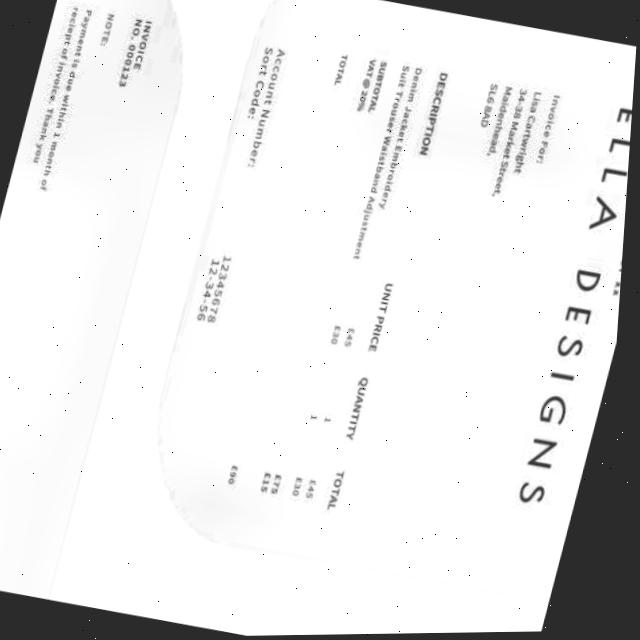 ELLA DESIGNS
Invoice For:
Lisa Cartwright
34-38 Market
Maidenhead,
SL6 8AD
DESCRIPTION UNIT PRICE QUANTITY TOTAL
Denim Jacket Embroidery £45 1 £45
Suit Trouser Waistband Adjustment £30 1 £30
SUBTOTAL £75
VAT@20% £15
TOTAL £90
Account Number: 12345678
Sort Code: 12-34-56
INVOICE
NO. 000123
NOTE:
Payment is due within 1 month of
reciept of invoice. Thank you